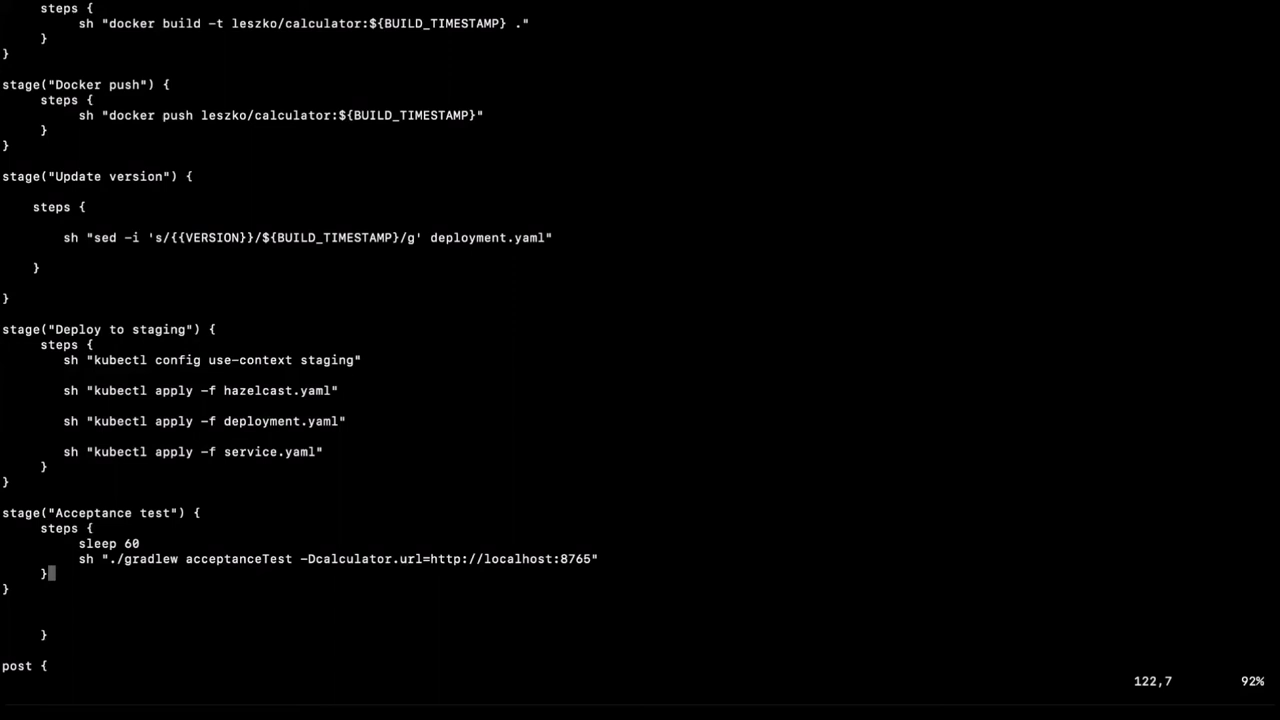 steps {
sh "docker build -t leszko/calculator:${BUILD_TIMESTAMP} ."
}
}
stage("Docker push") {
steps {
sh "docker push leszko/calculator:${BUILD_TIMESTAMP}"
}
}
stage("Update version") {
steps {
sh "sed -i 's/{{VERSION}}/${BUILD_TIMESTAMP}/g' deployment.yaml"
}
}
stage("Deploy to staging") {
steps {
sh "kubectl config use-context staging"
sh "kubectl apply -f hazelcast.yaml"
sh "kubectl apply -f deployment.yaml"
sh "kubectl apply -f service.yaml"
}
}
stage("Acceptance test") {
steps {
sleep 60
sh "./gradlew acceptanceTest -Dcalculator.url=http://localhost:8765"
}
}
}
post {
122,7 92%